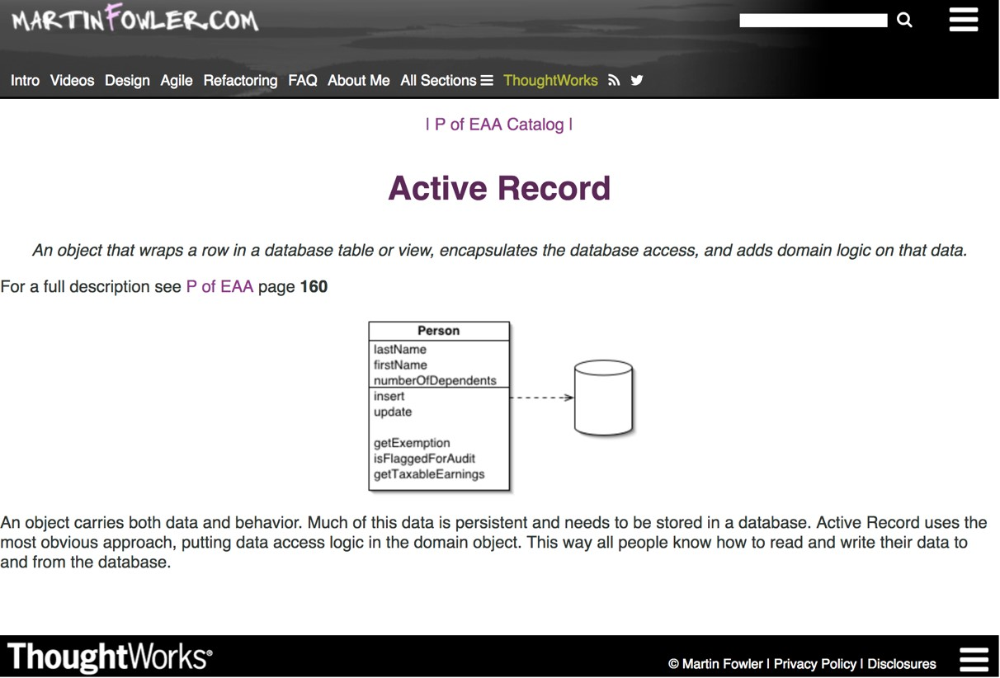 MARTINFOWLER.COM
Intro Videos Design Agile Refactoring FAQ About Me All Sections ThoughtWorks
| P of EAA Catalog |
Active Record
An object that wraps a row in a database table or view, encapsulates the database access, and adds domain logic on that data.
For a full description see P of EAA page 160
Person
lastName
firstName
numberOfDependents
insert
update
getExemption
isFlaggedForAudit
getTaxableEarnings
An object carries both data and behavior. Much of this data is persistent and needs to be stored in a database. Active Record uses the
most obvious approach, putting data access logic in the domain object. This way all people know how to read and write their data to
and from the database.
ThoughtWorks®
© Martin Fowler | Privacy Policy | Disclosures